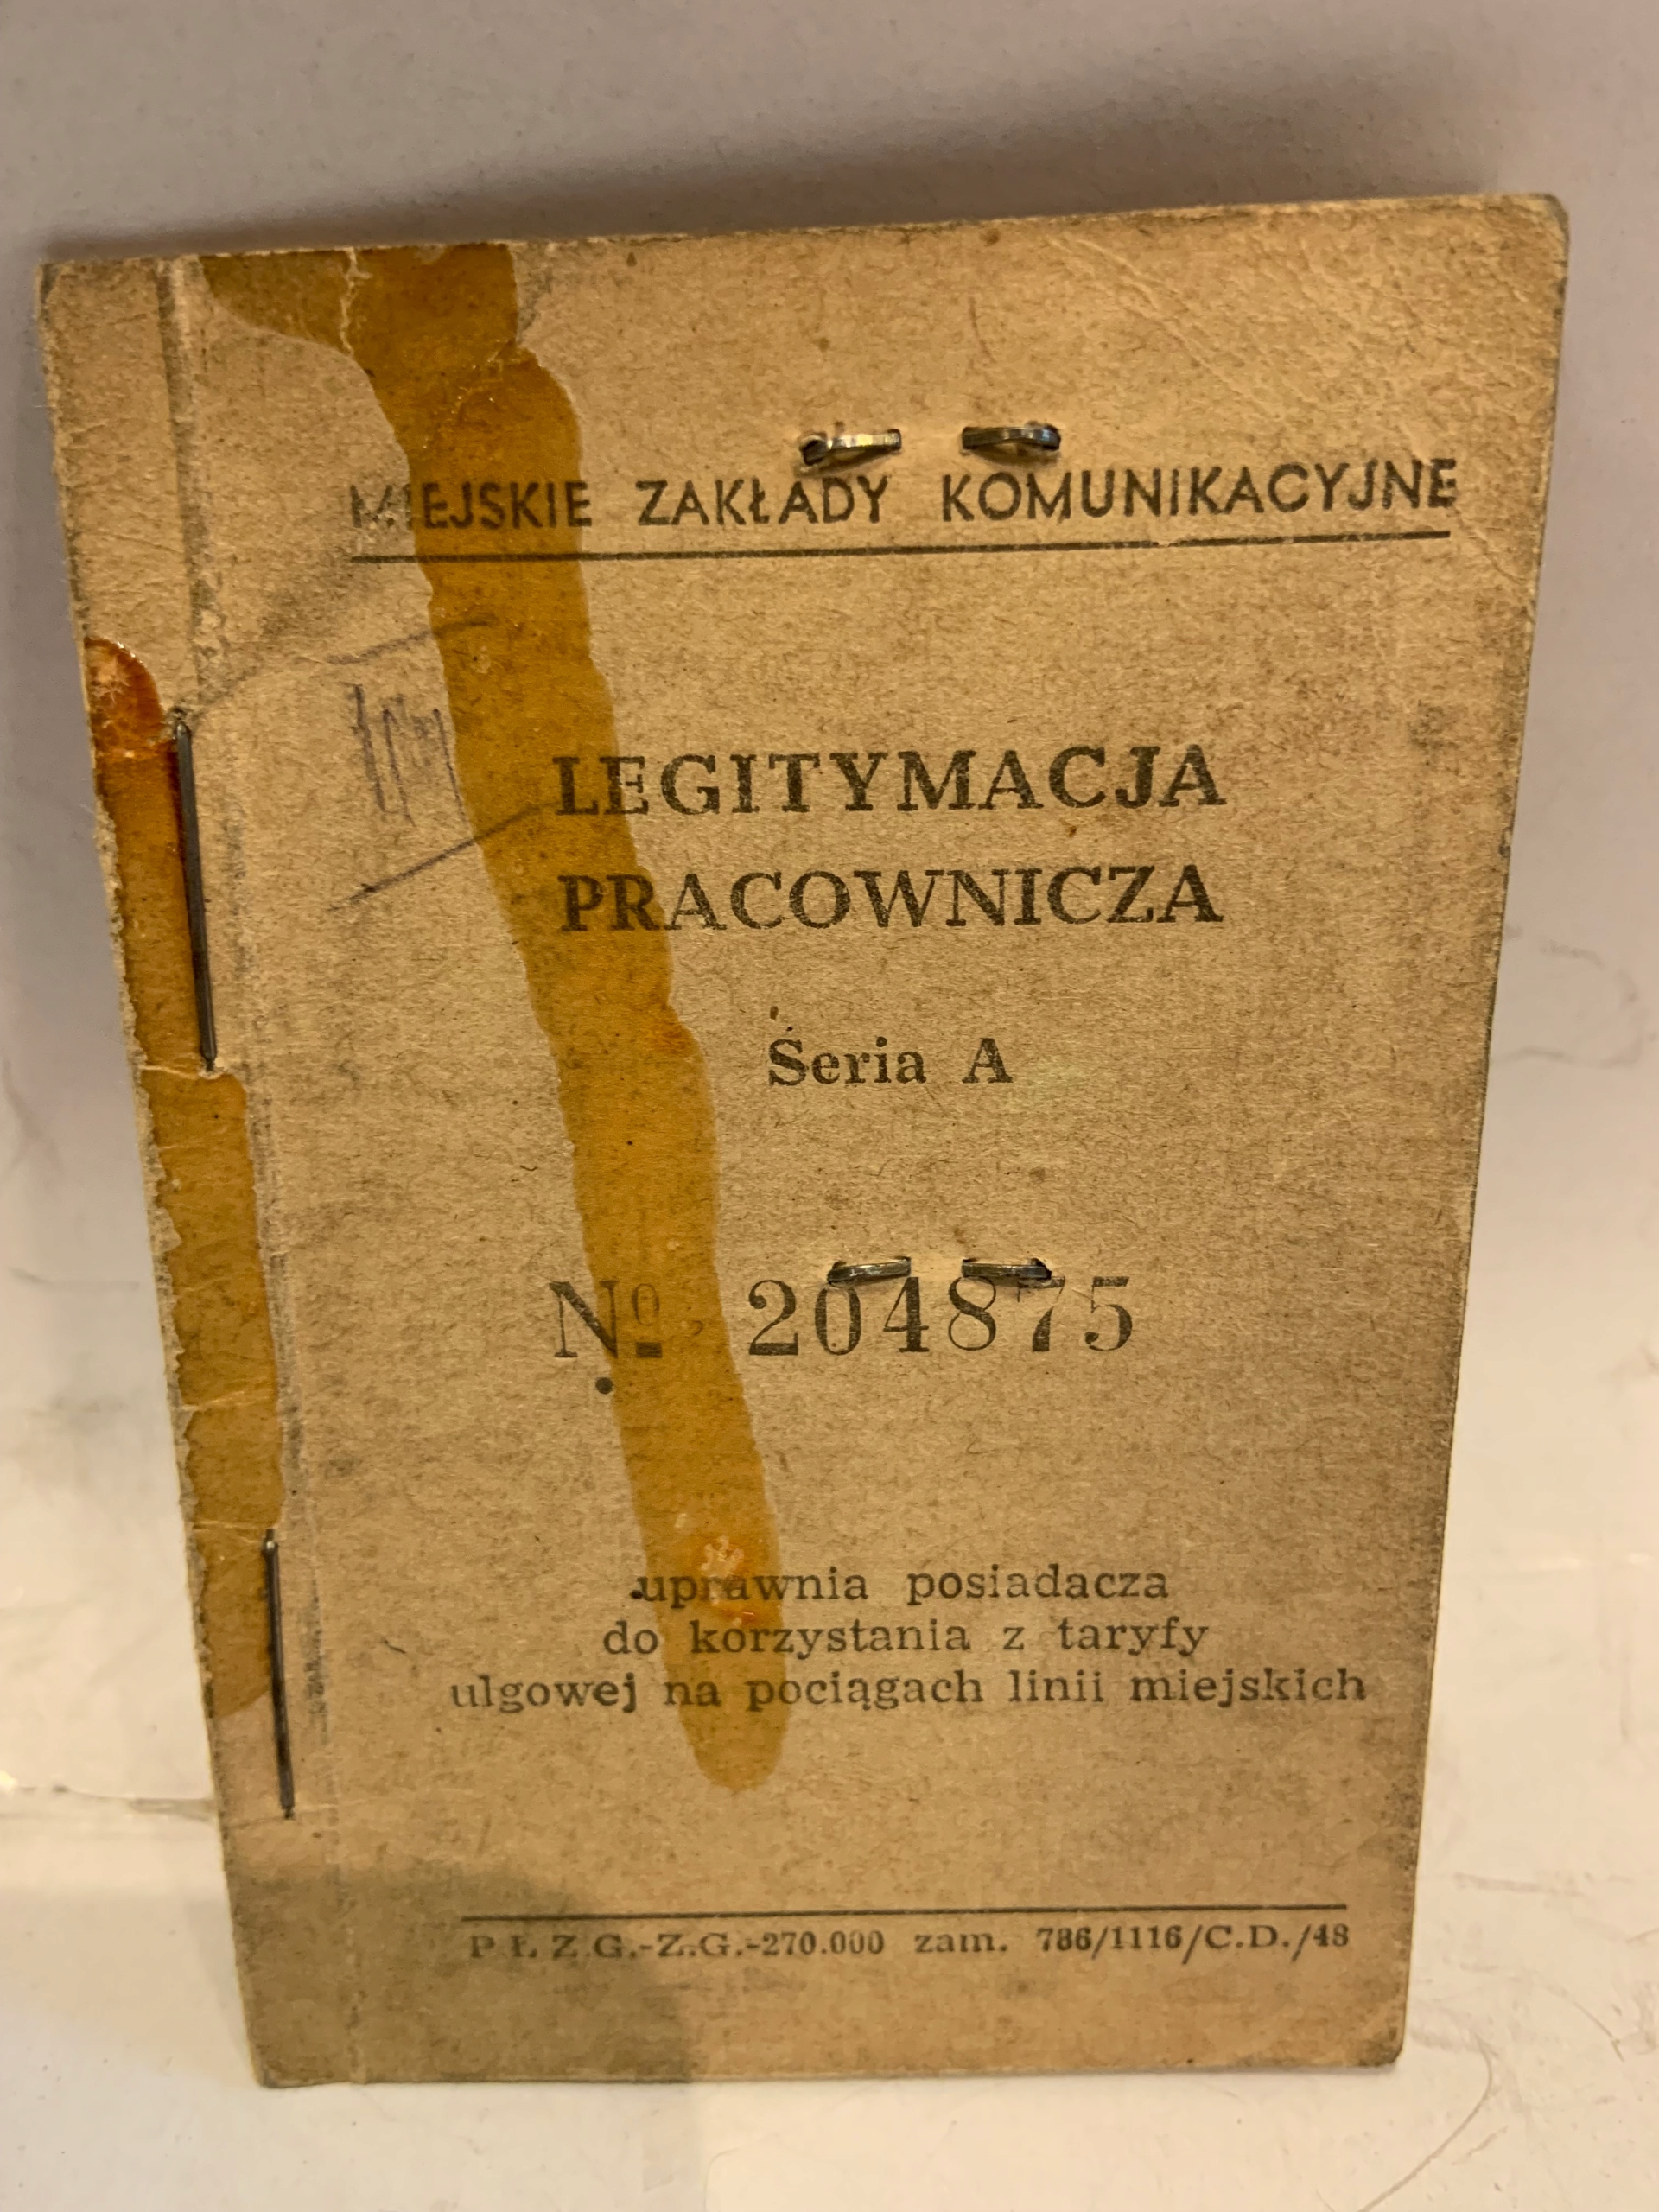 MIEJSKIE ZAKŁADY KOMUNIKACYJNE
LEGITYMACJA
PRACOWNICZA
Seria A
Nº 204875
uprawnia posiadacza
do korzystania z taryfy
ulgowej na pociągach linii miejskich
P.Ł.Z.G.-Z.G.-270.000 zam. 786/1116/C.D./48